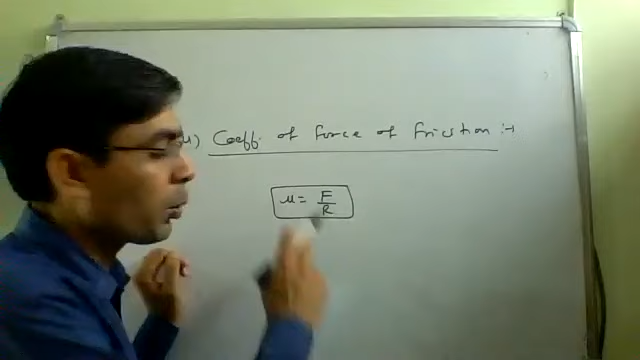 μ) Coeff. of force of friction :-
μ = F/R